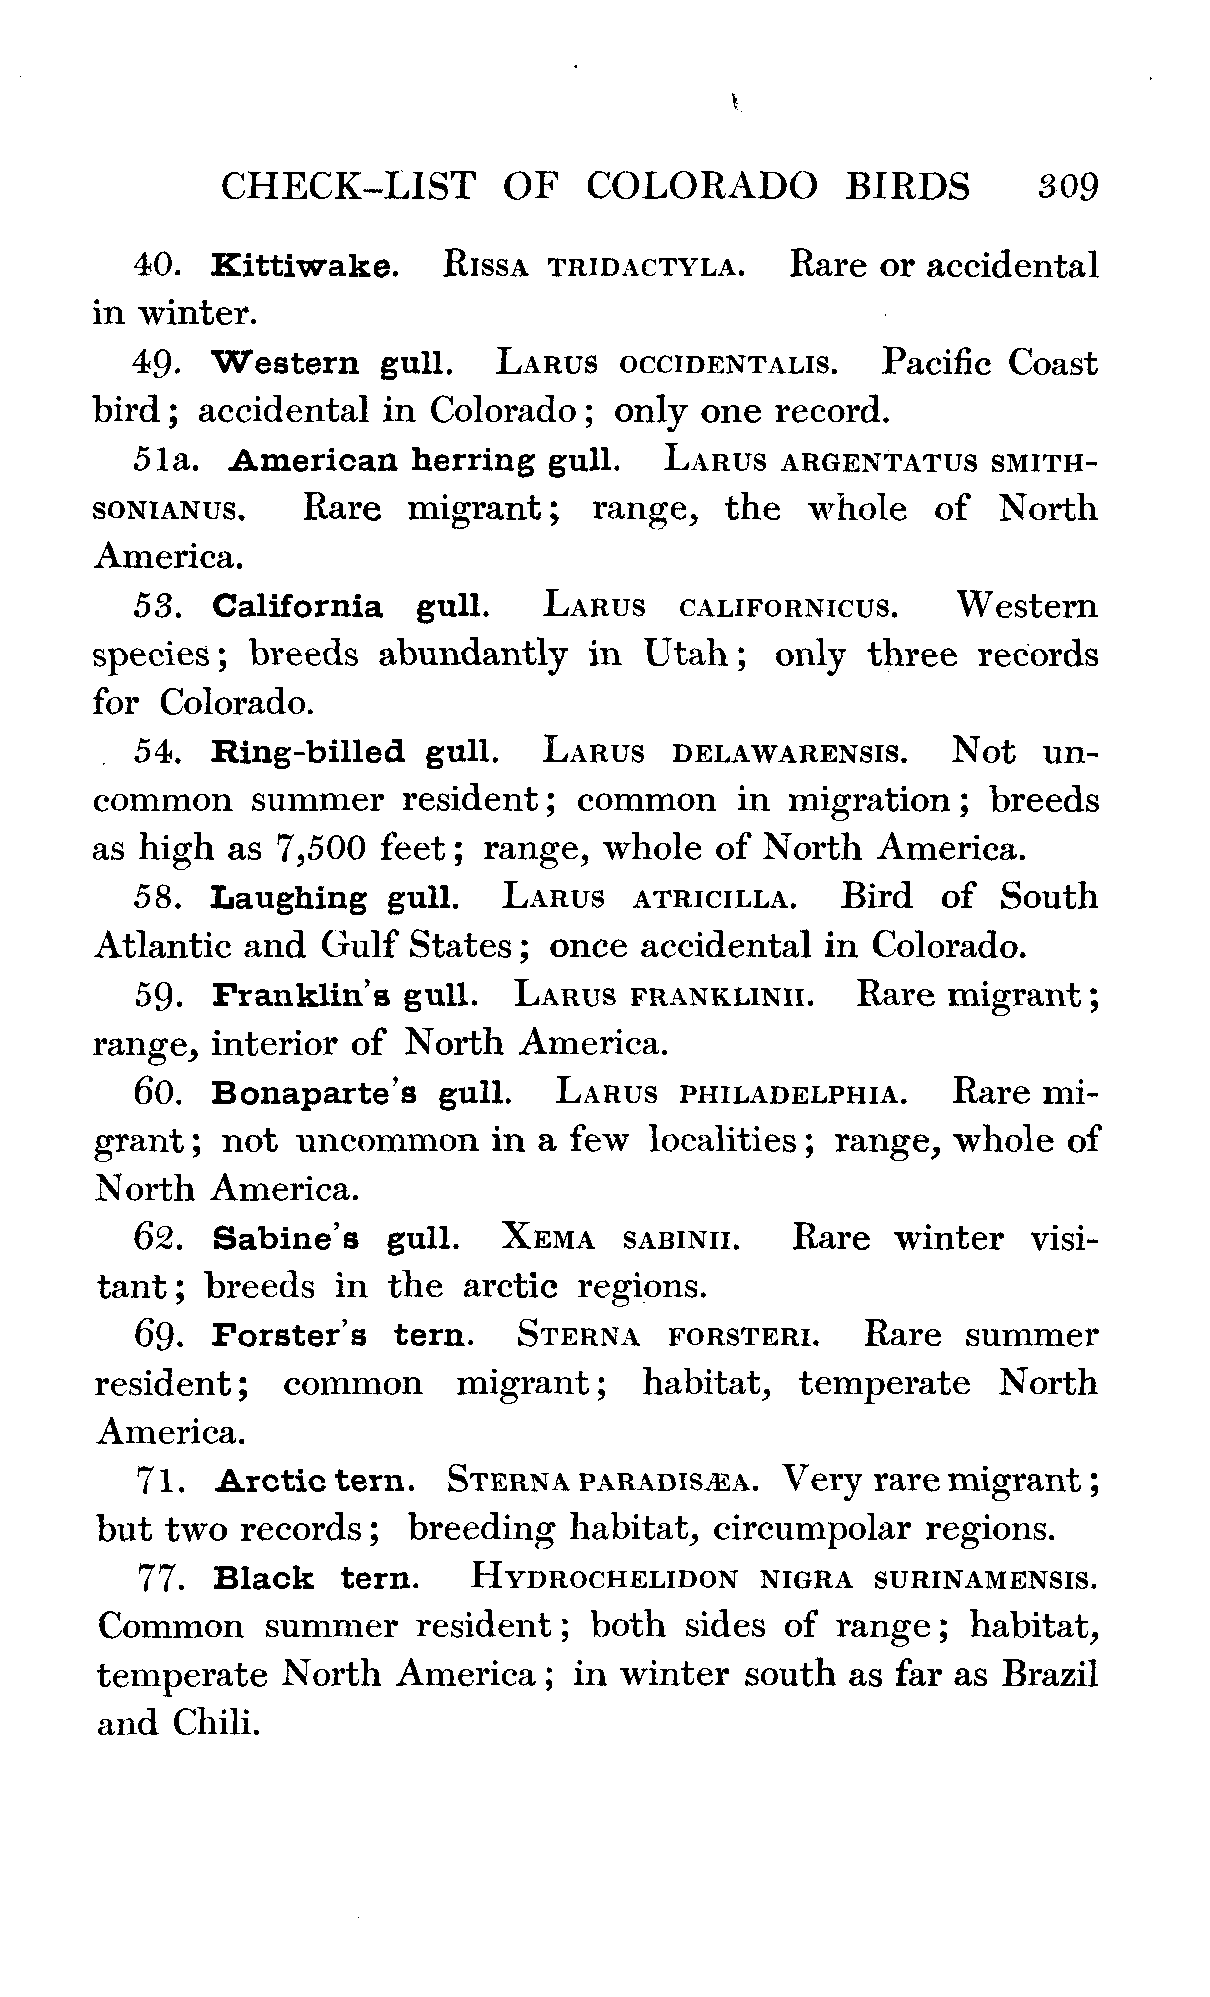 CHECK-LIST OF COLORADO BIRDS 309
40. Kittiwake. RISSA TRIDACTYLA. Rare or accidental
in winter.
49. Western gull. LARUS OCCIDENTALIS. Pacific Coast
bird; accidental in Colorado; only one record.
51a. American herring gull. LARUS ARGENTATUS SMITH-
SONIANUS. Rare migrant; range, the whole of North
America.
53. California gull. LARUS CALIFORNICUS. Western
species; breeds abundantly in Utah; only three records
for Colorado.
54. Ring-billed gull. LARUS DELAWARENSIS. Not un-
common summer resident; common in migration; breeds
as high as 7,500 feet; range, whole of North America.
58. Laughing gull. LARUS ATRICILLA. Bird of South
Atlantic and Gulf States; once accidental in Colorado.
59. Franklin's gull. LARUS FRANKLINII. Rare migrant;
range, interior of North America.
60. Bonaparte's gull. LARUS PHILADELPHIA. Rare mi-
grant; not uncommon in a few localities; range, whole of
North America.
62. Sabine's gull. XEMA SABINII. Rare winter visi-
tant; breeds in the arctic regions.
69. Forster's tern. STERNA FORSTERI. Rare summer
resident; common migrant; habitat, temperate North
America.
71. Arctic tern. STERNA PARADISÆA. Very rare migrant;
but two records; breeding habitat, circumpolar regions.
77. Black tern. HYDROCHELIDON NIGRA SURINAMENSIS.
Common summer resident; both sides of range; habitat,
temperate North America; in winter south as far as Brazil
and Chili.